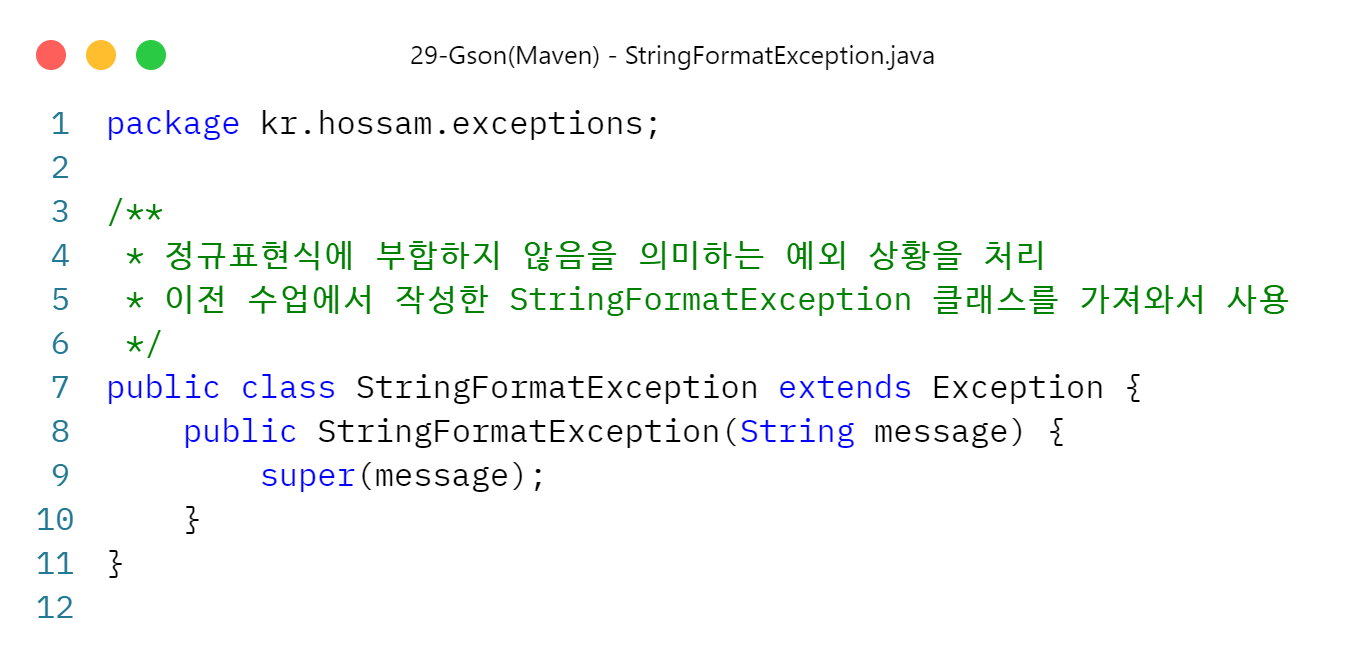 29-Gson(Maven) - StringFormatException.java
1 package kr.hossam.exceptions;
2
3 /**
4  * 정규표현식에 부합하지 않음을 의미하는 예외 상황을 처리
5  * 이전 수업에서 작성한 StringFormatException 클래스를 가져와서 사용
6  */
7 public class StringFormatException extends Exception {
8     public StringFormatException(String message) {
9         super(message);
10     }
11 }
12